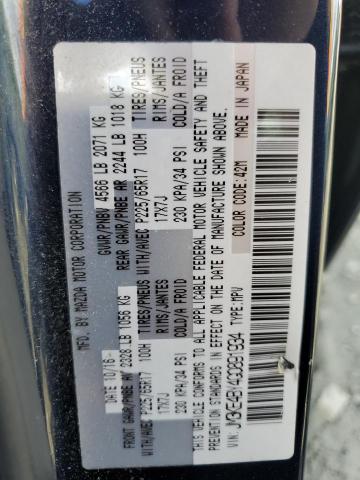 MFD. BY MAZDA MOTOR CORPORATION
DATE 10/16 GVWR/PNBV 4566 LB 2071 KG
FRONT GAWR/PNBE AV 2328 LB 1056 KG REAR GAWR/PNBE AR 2244 LB 1018 KG
TIRES/PNEUS WITH/AVEC P225/65R17 100H TIRES/PNEUS WITH/AVEC P225/65R17 100H
RIMS/JANTES 17X7J RIMS/JANTES 17X7J
COLD/A FROID 230 KPA/34 PSI COLD/A FROID 230 KPA/34 PSI
THIS VEHICLE CONFORMS TO ALL APPLICABLE FEDERAL MOTOR VEHICLE SAFETY AND THEFT
PREVENTION STANDARDS IN EFFECT ON THE DATE OF MANUFACTURE SHOWN ABOVE.
VIN: TYPE: MPV COLOR CODE: 42M MADE IN JAPAN